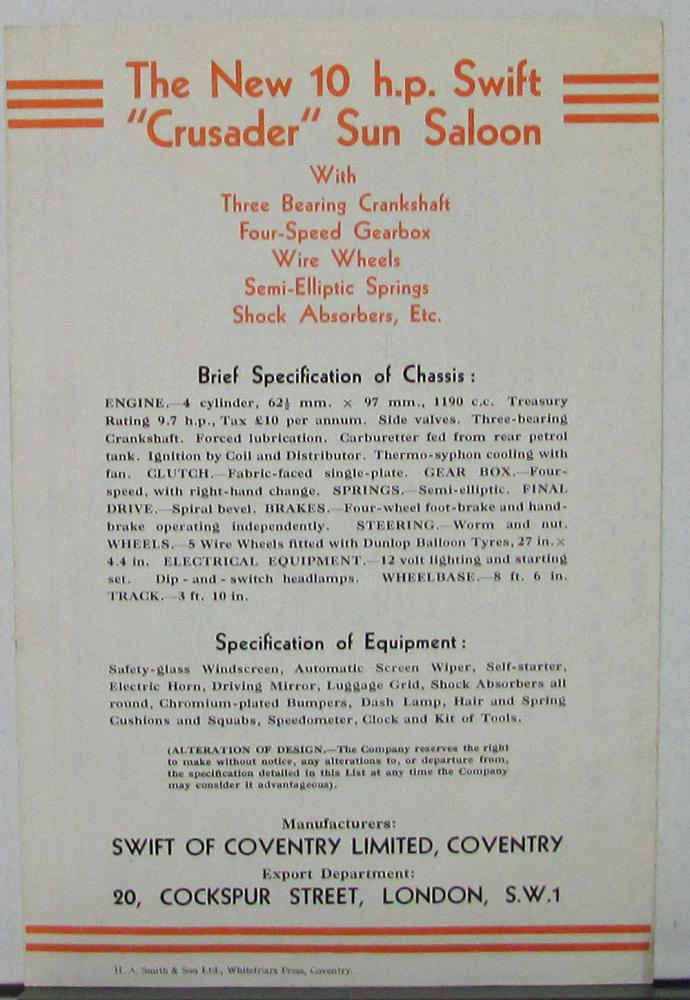 The New 10 h.p. Swift
"Crusader" Sun Saloon
With
Three Bearing Crankshaft
Four-Speed Gearbox
Wire Wheels
Semi-Elliptic Springs
Shock Absorbers, Etc.
Brief Specification of Chassis :
ENGINE.—4 cylinder, 62½ mm. × 97 mm., 1190 c.c. Treasury
Rating 9.7 h.p., Tax £10 per annum. Side valves. Three-bearing
Crankshaft. Forced lubrication. Carburetter fed from rear petrol
tank. Ignition by Coil and Distributor. Thermo-syphon cooling with
fan. CLUTCH.—Fabric-faced single-plate. GEAR BOX.—Four-
speed, with right-hand change. SPRINGS.—Semi-elliptic. FINAL
DRIVE.—Spiral bevel. BRAKES.—Four-wheel foot-brake and hand-
brake operating independently. STEERING.—Worm and nut.
WHEELS.—5 Wire Wheels fitted with Dunlop Balloon Tyres, 27 in. ×
4.4 in. ELECTRICAL EQUIPMENT.—12 volt lighting and starting
set. Dip - and - switch headlamps. WHEELBASE.—8 ft. 6 in.
TRACK.—3 ft. 10 in.
Specification of Equipment :
Safety-glass Windscreen, Automatic Screen Wiper, Self-starter,
Electric Horn, Driving Mirror, Luggage Grid, Shock Absorbers all
round, Chromium-plated Bumpers, Dash Lamp, Hair and Spring
Cushions and Squabs, Speedometer, Clock and Kit of Tools.
(ALTERATION OF DESIGN.—The Company reserves the right
to make without notice, any alterations to, or departure from,
the specification detailed in this List at any time the Company
may consider it advantageous).
Manufacturers:
SWIFT OF COVENTRY LIMITED, COVENTRY
Export Department:
20, COCKSPUR STREET, LONDON, S.W.1
H. A. Smith & Son Ltd., Whitefriars Press, Coventry.